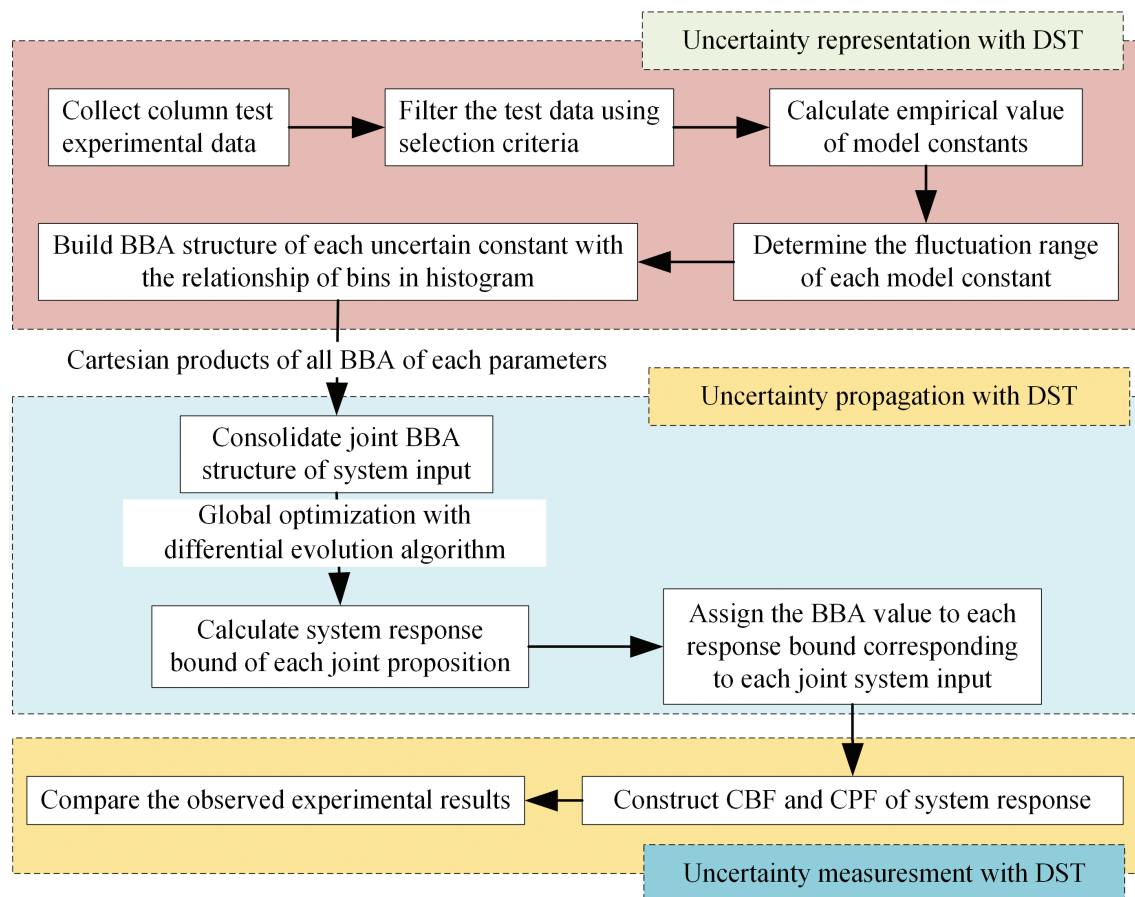 Uncertainty representation with DST
Collect column test
experimental data
Filter the test data using
selection criteria
Calculate empirical value
of model constants
Build BBA structure of each uncertain constant with
the relationship of bins in histogram
Determine the fluctuation range
of each model constant
Cartesian products of all BBA of each parameters
Uncertainty propagation with DST
Consolidate joint BBA
structure of system input
Global optimization with
differential evolution algorithm
Calculate system response
bound of each joint proposition
Assign the BBA value to each
response bound corresponding
to each joint system input
Compare the observed experimental results
Construct CBF and CPF of system response
Uncertainty measuresment with DST